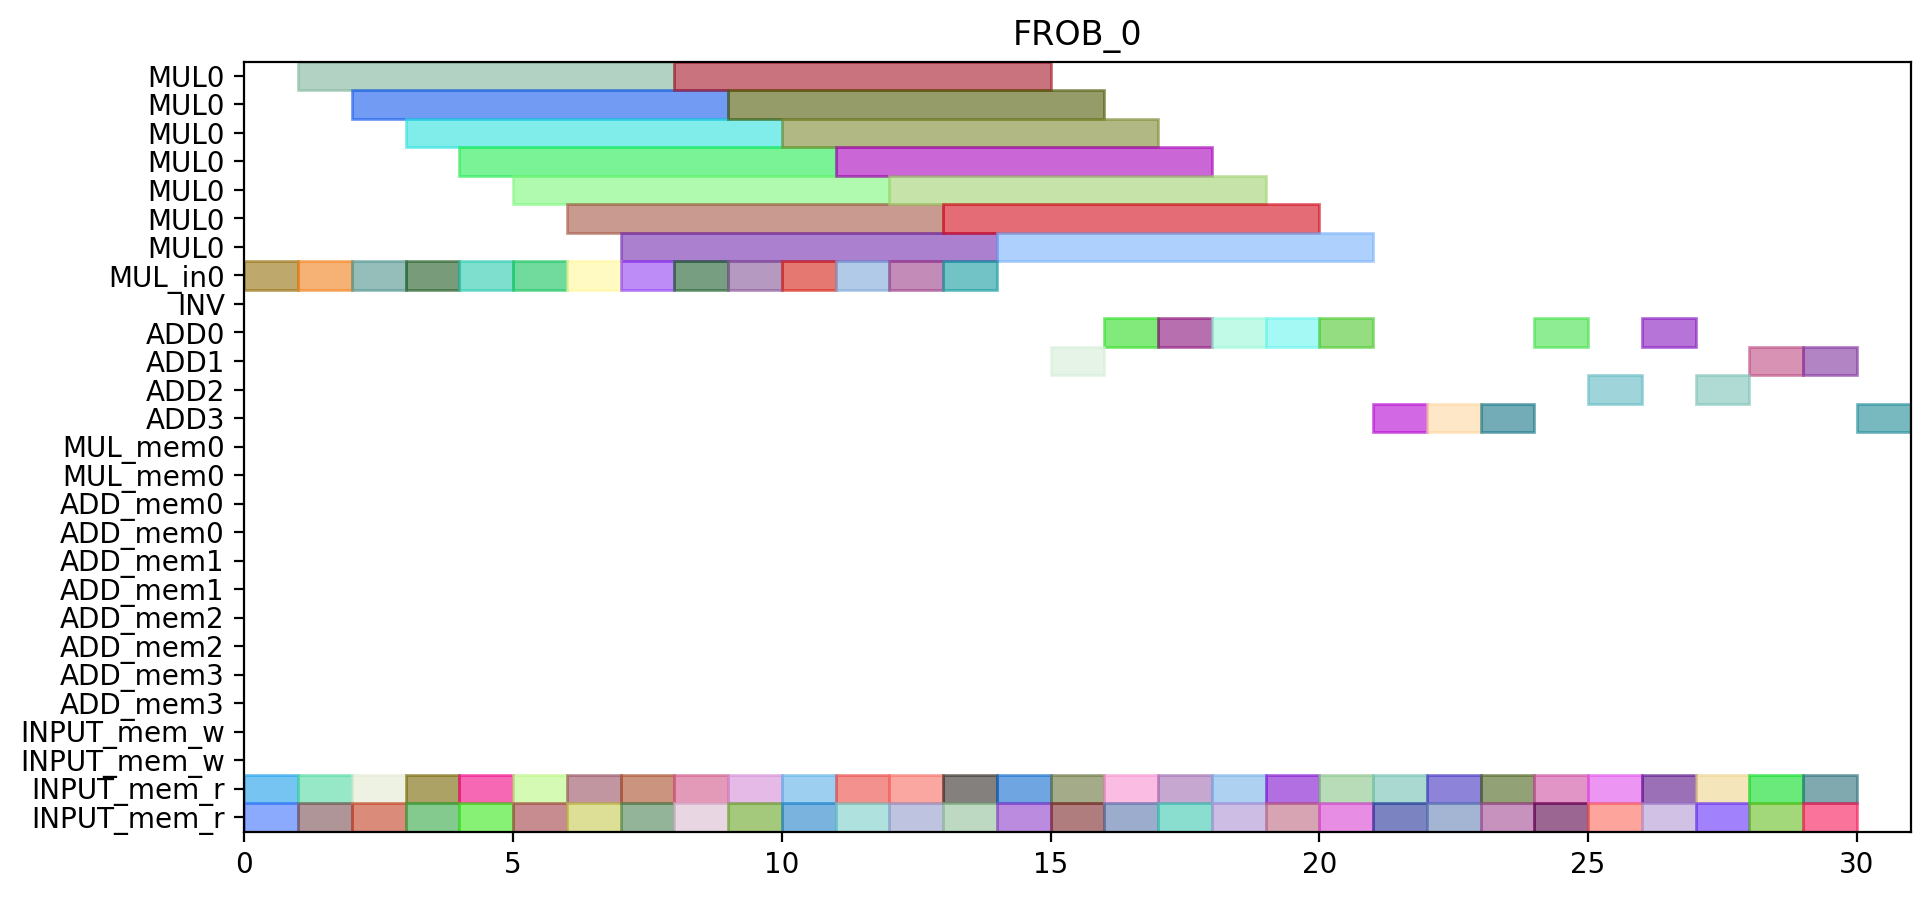 FROB_0
MUL0
MUL0
MUL0
MUL0
MUL0
MUL0
MUL0
MUL_in0
INV
ADD0
ADD1
ADD2
ADD3
MUL_mem0
MUL_mem0
ADD_mem0
ADD_mem0
ADD_mem1
ADD_mem1
ADD_mem2
ADD_mem2
ADD_mem3
ADD_mem3
INPUT_mem_w
INPUT_mem_w
INPUT_mem_r
INPUT_mem_r
0 5 10 15 20 25 30